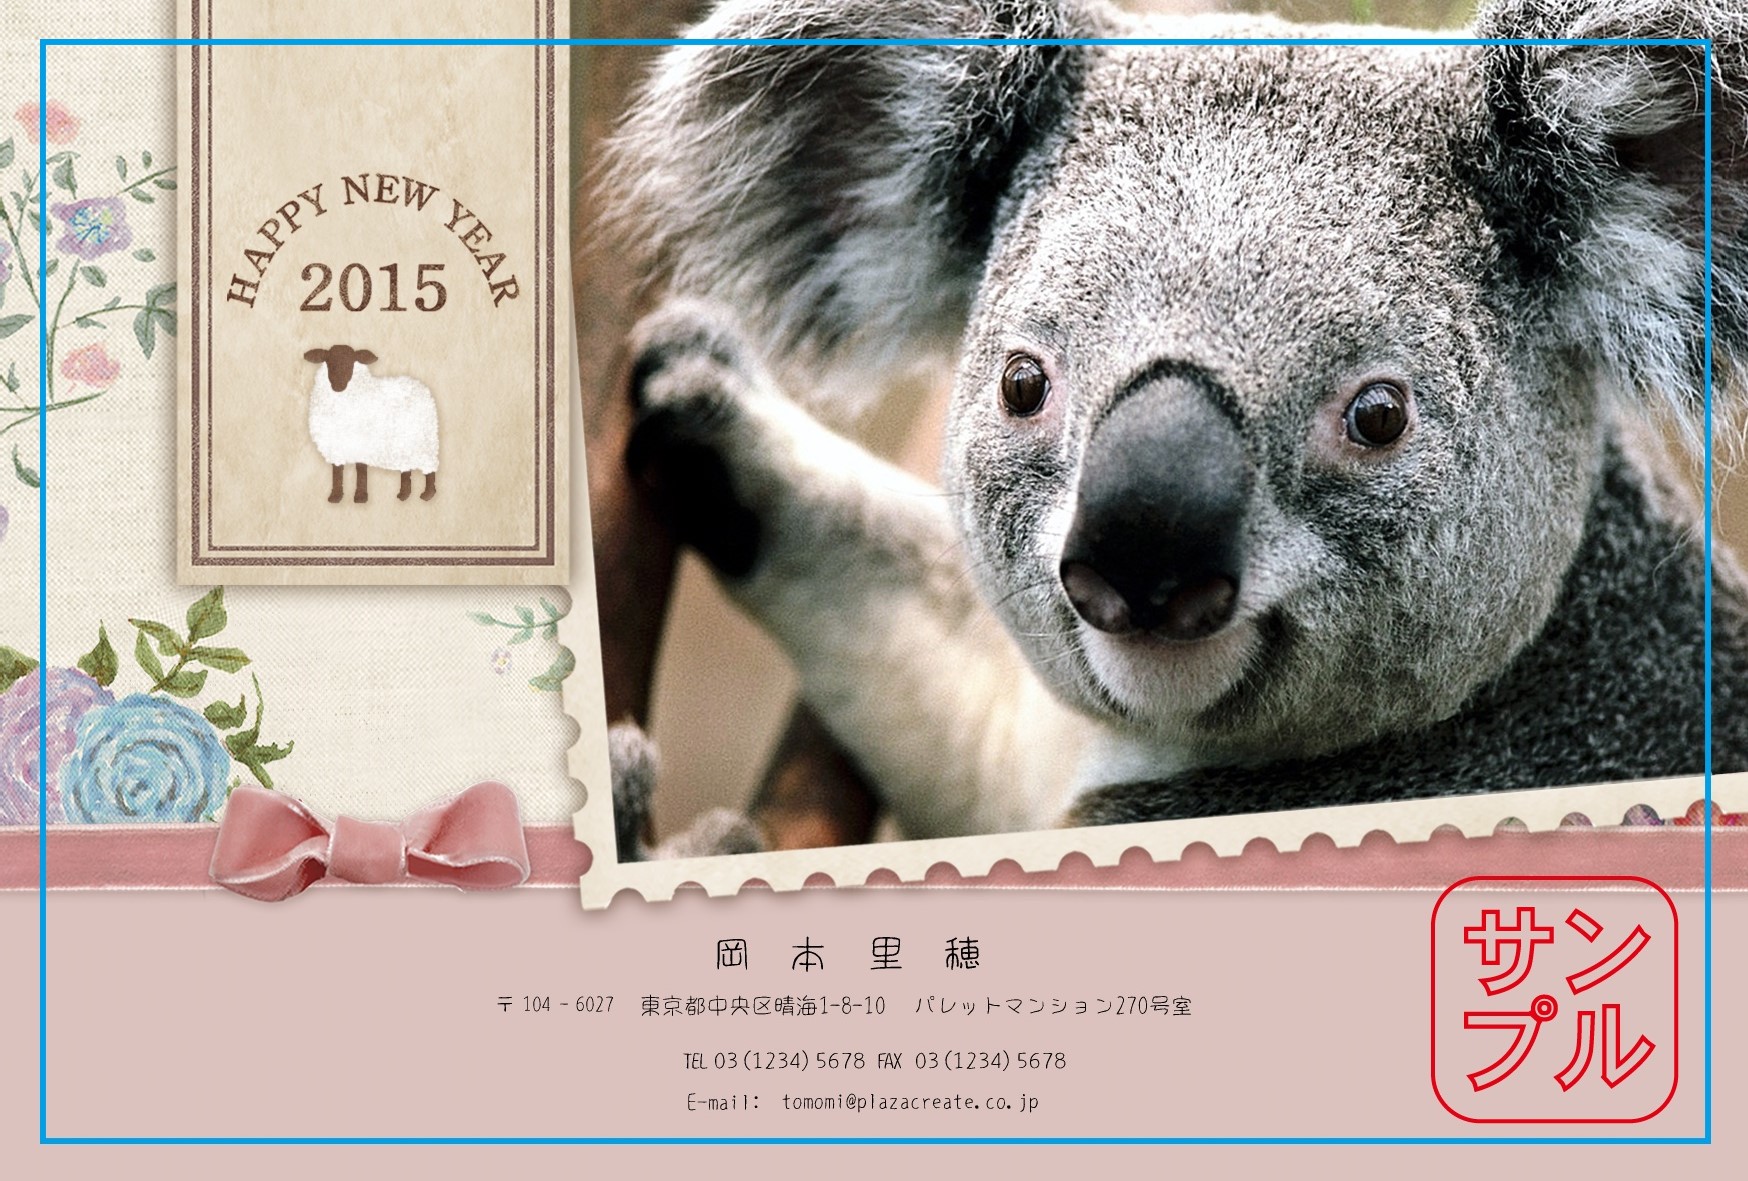 HAPPY NEW YEAR
2015
岡本里穂
〒104-6027 東京都中央区晴海1-8-10 パレットマンション270号室
TEL 03(1234)5678 FAX 03(1234)5678
E-mail: tomomi@plazacreate.co.jp
サン
プル